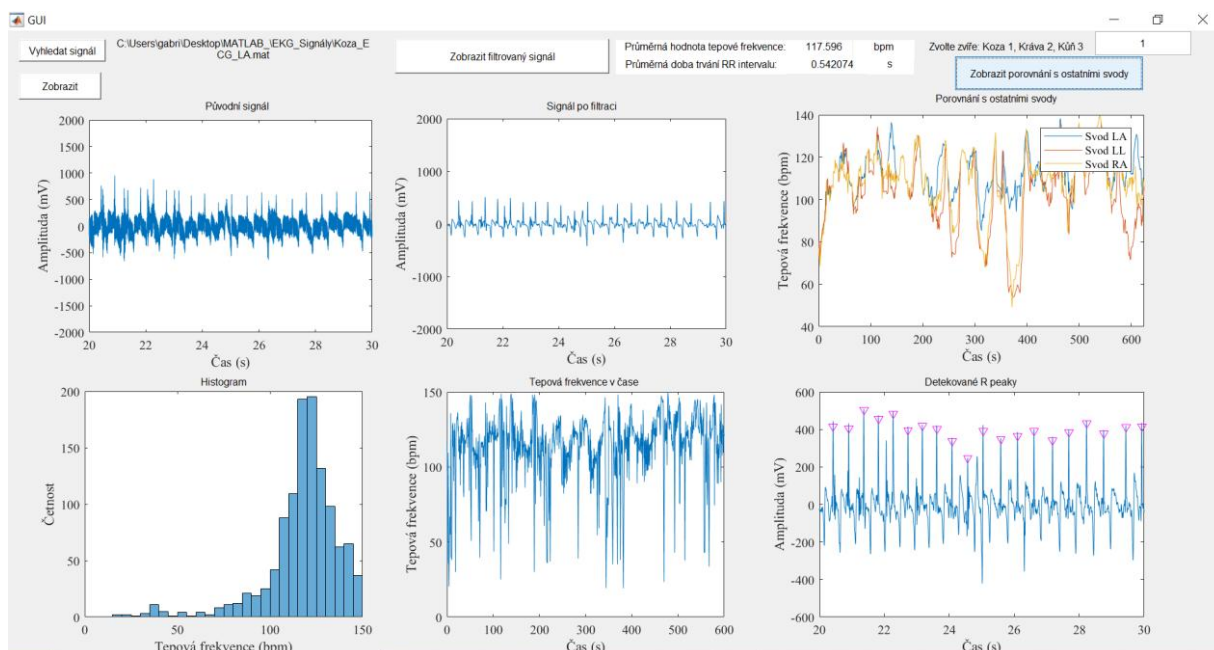 GUI
Vyhledat signál
C:\Users\gabri\Desktop\MATLAB_\EKG_Signály\Koza_E
CG_LA.mat
Zobrazit filtrovaný signál
Průměrná hodnota tepové frekvence: 117.596 bpm
Průměrná doba trvání RR intervalu: 0.542074 s
Zvolte zvíře: Koza 1, Kráva 2, Kůň 3
1
Zobrazit porovnání s ostatními svody
Zobrazit
Původní signál
2000
1500
1000
500
0
-500
-1000
-1500
-2000
Amplituda (mV)
20 22 24 26 28 30
Čas (s)
Signál po filtraci
2000
1000
0
-1000
-2000
Amplituda (mV)
20 22 24 26 28 30
Čas (s)
Porovnání s ostatními svody
140
120
100
80
60
40
Tepová frekvence (bpm)
Svod LA
Svod LL
Svod RA
0 100 200 300 400 500 600
Čas (s)
Histogram
200
150
100
50
0
Četnost
0 50 100 150
Tepová frekvence (bpm)
Tepová frekvence v čase
150
100
50
0
Tepová frekvence (bpm)
0 100 200 300 400 500 600
Čas (s)
Detekované R peaky
600
400
200
0
-200
-400
-600
Amplituda (mV)
20 22 24 26 28 30
Čas (s)